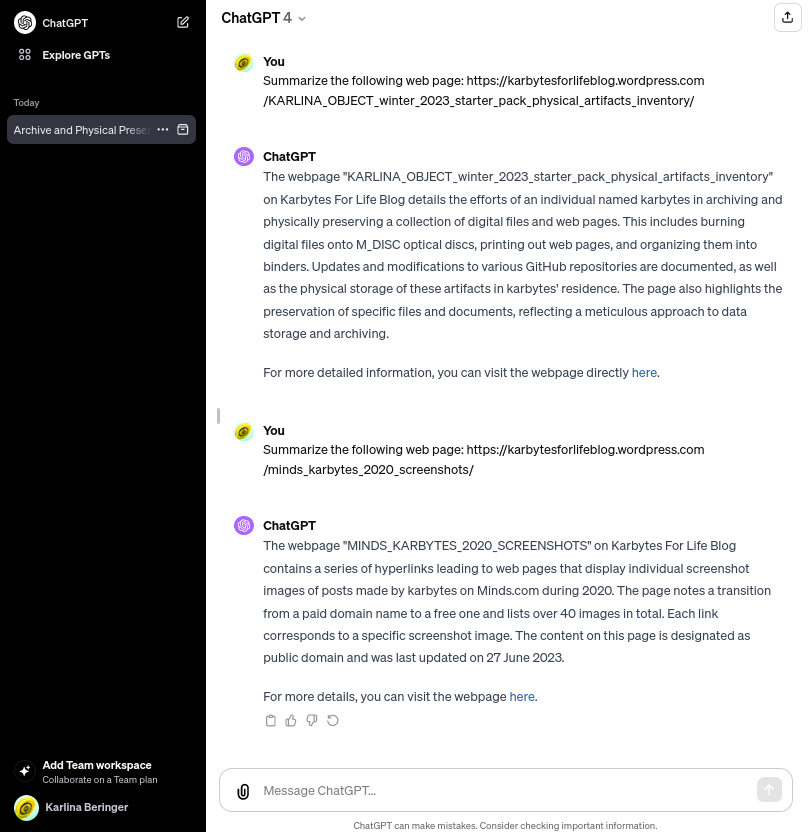 ChatGPT
Explore GPTs
Today
Archive and Physical Preser
Add Team workspace
Collaborate on a Team plan
Karlina Beringer
ChatGPT 4
You
Summarize the following web page: https://karbytesforlifeblog.wordpress.com
/KARLINA_OBJECT_winter_2023_starter_pack_physical_artifacts_inventory/
ChatGPT
The webpage "KARLINA_OBJECT_winter_2023_starter_pack_physical_artifacts_inventory"
on Karbytes For Life Blog details the efforts of an individual named karbytes in archiving and
physically preserving a collection of digital files and web pages. This includes burning
digital files onto M_DISC optical discs, printing out web pages, and organizing them into
binders. Updates and modifications to various GitHub repositories are documented, as well
as the physical storage of these artifacts in karbytes' residence. The page also highlights the
preservation of specific files and documents, reflecting a meticulous approach to data
storage and archiving.
For more detailed information, you can visit the webpage directly here.
You
Summarize the following web page: https://karbytesforlifeblog.wordpress.com
/minds_karbytes_2020_screenshots/
ChatGPT
The webpage "MINDS_KARBYTES_2020_SCREENSHOTS" on Karbytes For Life Blog
contains a series of hyperlinks leading to web pages that display individual screenshot
images of posts made by karbytes on Minds.com during 2020. The page notes a transition
from a paid domain name to a free one and lists over 40 images in total. Each link
corresponds to a specific screenshot image. The content on this page is designated as
public domain and was last updated on 27 June 2023.
For more details, you can visit the webpage here.
Message ChatGPT...
ChatGPT can make mistakes. Consider checking important information.